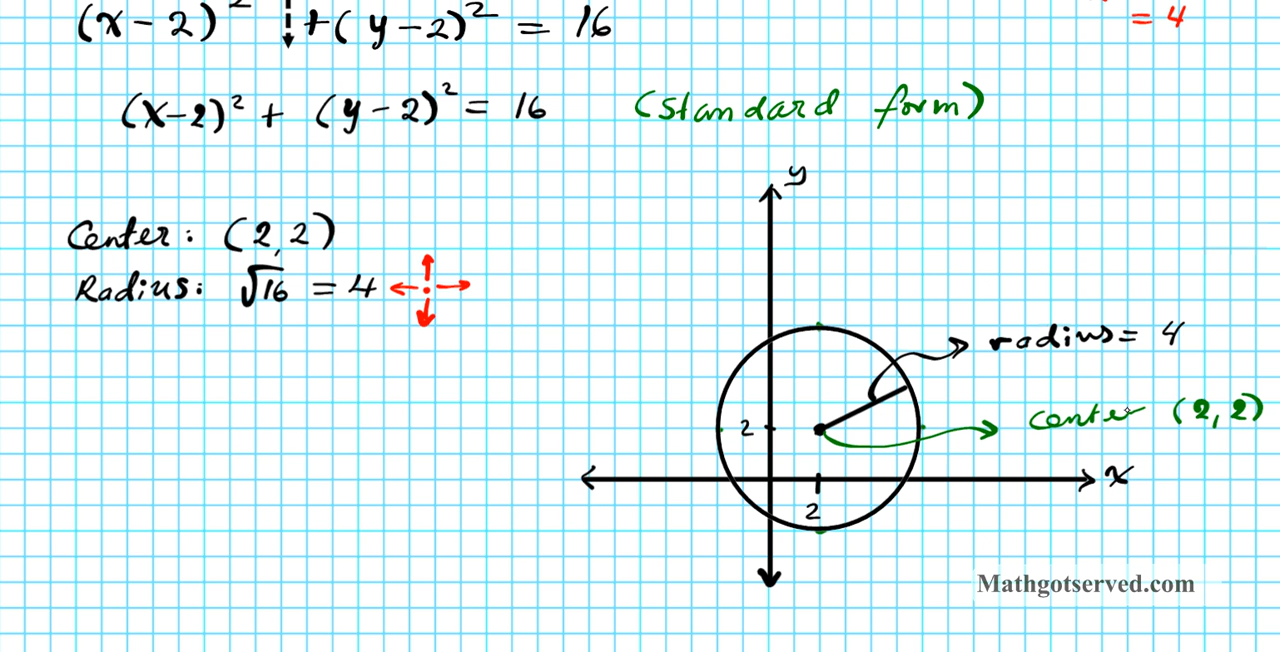 (x-2)² + (y-2)² = 16
= 4
(x-2)² + (y-2)² = 16 (standard form)
y
Center: (2,2)
Radius: √16 = 4
radius = 4
center (2,2)
2
x
2
Mathgotserved.com